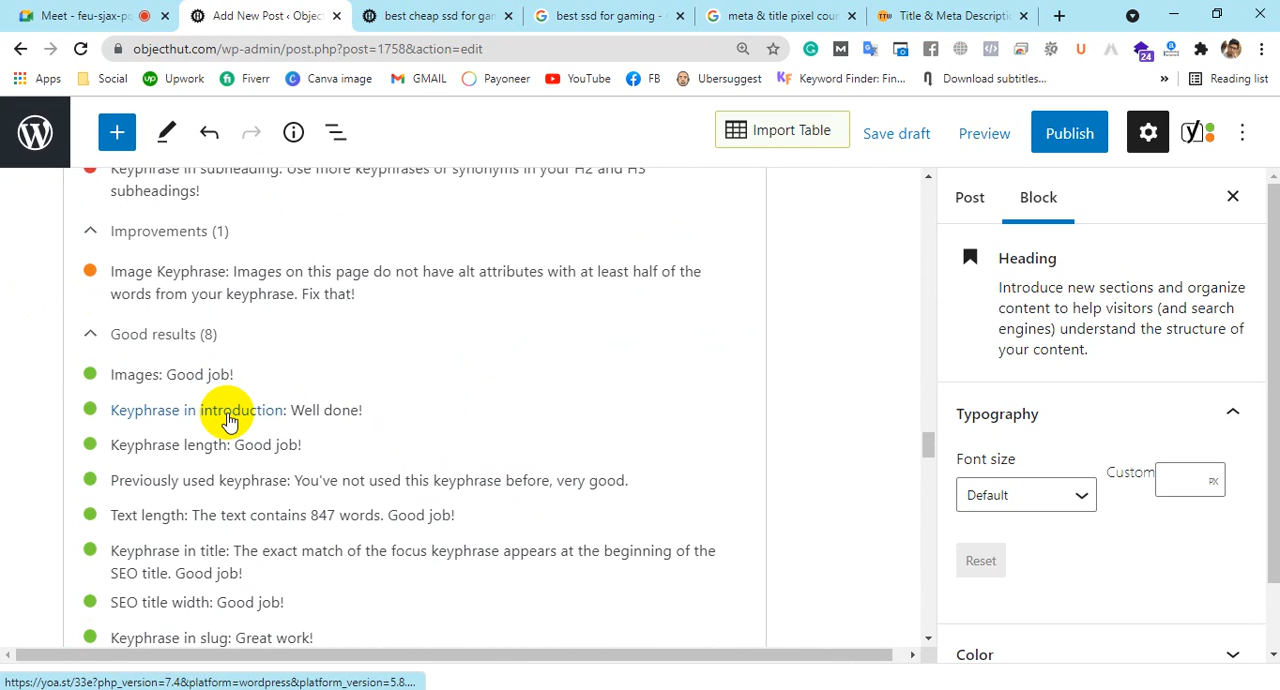 Meet - feu-sjax-pc
Add New Post ‹ Object
best cheap ssd for gam
best ssd for gaming -
meta & title pixel cour
Title & Meta Descripti
objecthut.com/wp-admin/post.php?post=1758&action=edit
24
Apps
Social
Upwork
Fiverr
Canva image
GMAIL
Payoneer
YouTube
FB
Ubersuggest
Keyword Finder: Fin...
Download subtitles...
»
Reading list
Import Table
Save draft
Preview
Publish
Keyphrase in subheading: Use more keyphrases or synonyms in your H2 and H3
subheadings!
Improvements (1)
Image Keyphrase: Images on this page do not have alt attributes with at least half of the
words from your keyphrase. Fix that!
Good results (8)
Images: Good job!
Keyphrase in introduction: Well done!
Keyphrase length: Good job!
Previously used keyphrase: You've not used this keyphrase before, very good.
Text length: The text contains 847 words. Good job!
Keyphrase in title: The exact match of the focus keyphrase appears at the beginning of the
SEO title. Good job!
SEO title width: Good job!
Keyphrase in slug: Great work!
Post
Block
Heading
Introduce new sections and organize
content to help visitors (and search
engines) understand the structure of
your content.
Typography
Font size
Custom
Default
PX
Reset
Color
https://yoa.st/33e?php_version=7.4&platform=wordpress&platform_version=5.8....